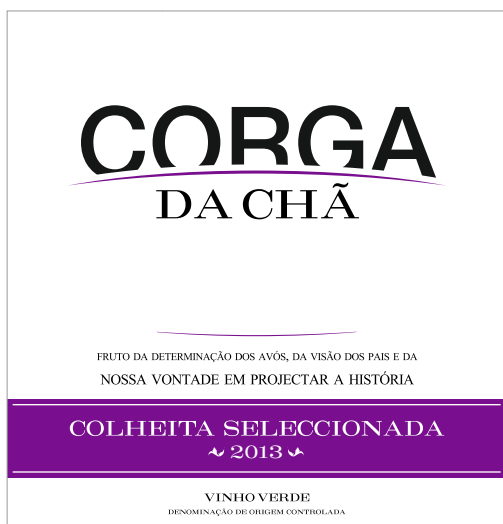 CORGA
DA CHÃ
FRUTO DA DETERMINAÇÃO DOS AVÓS, DA VISÃO DOS PAIS E DA
NOSSA VONTADE EM PROJECTAR A HISTÓRIA
COLHEITA SELECCIONADA
2013
VINHO VERDE
DENOMINAÇÃO DE ORIGEM CONTROLADA